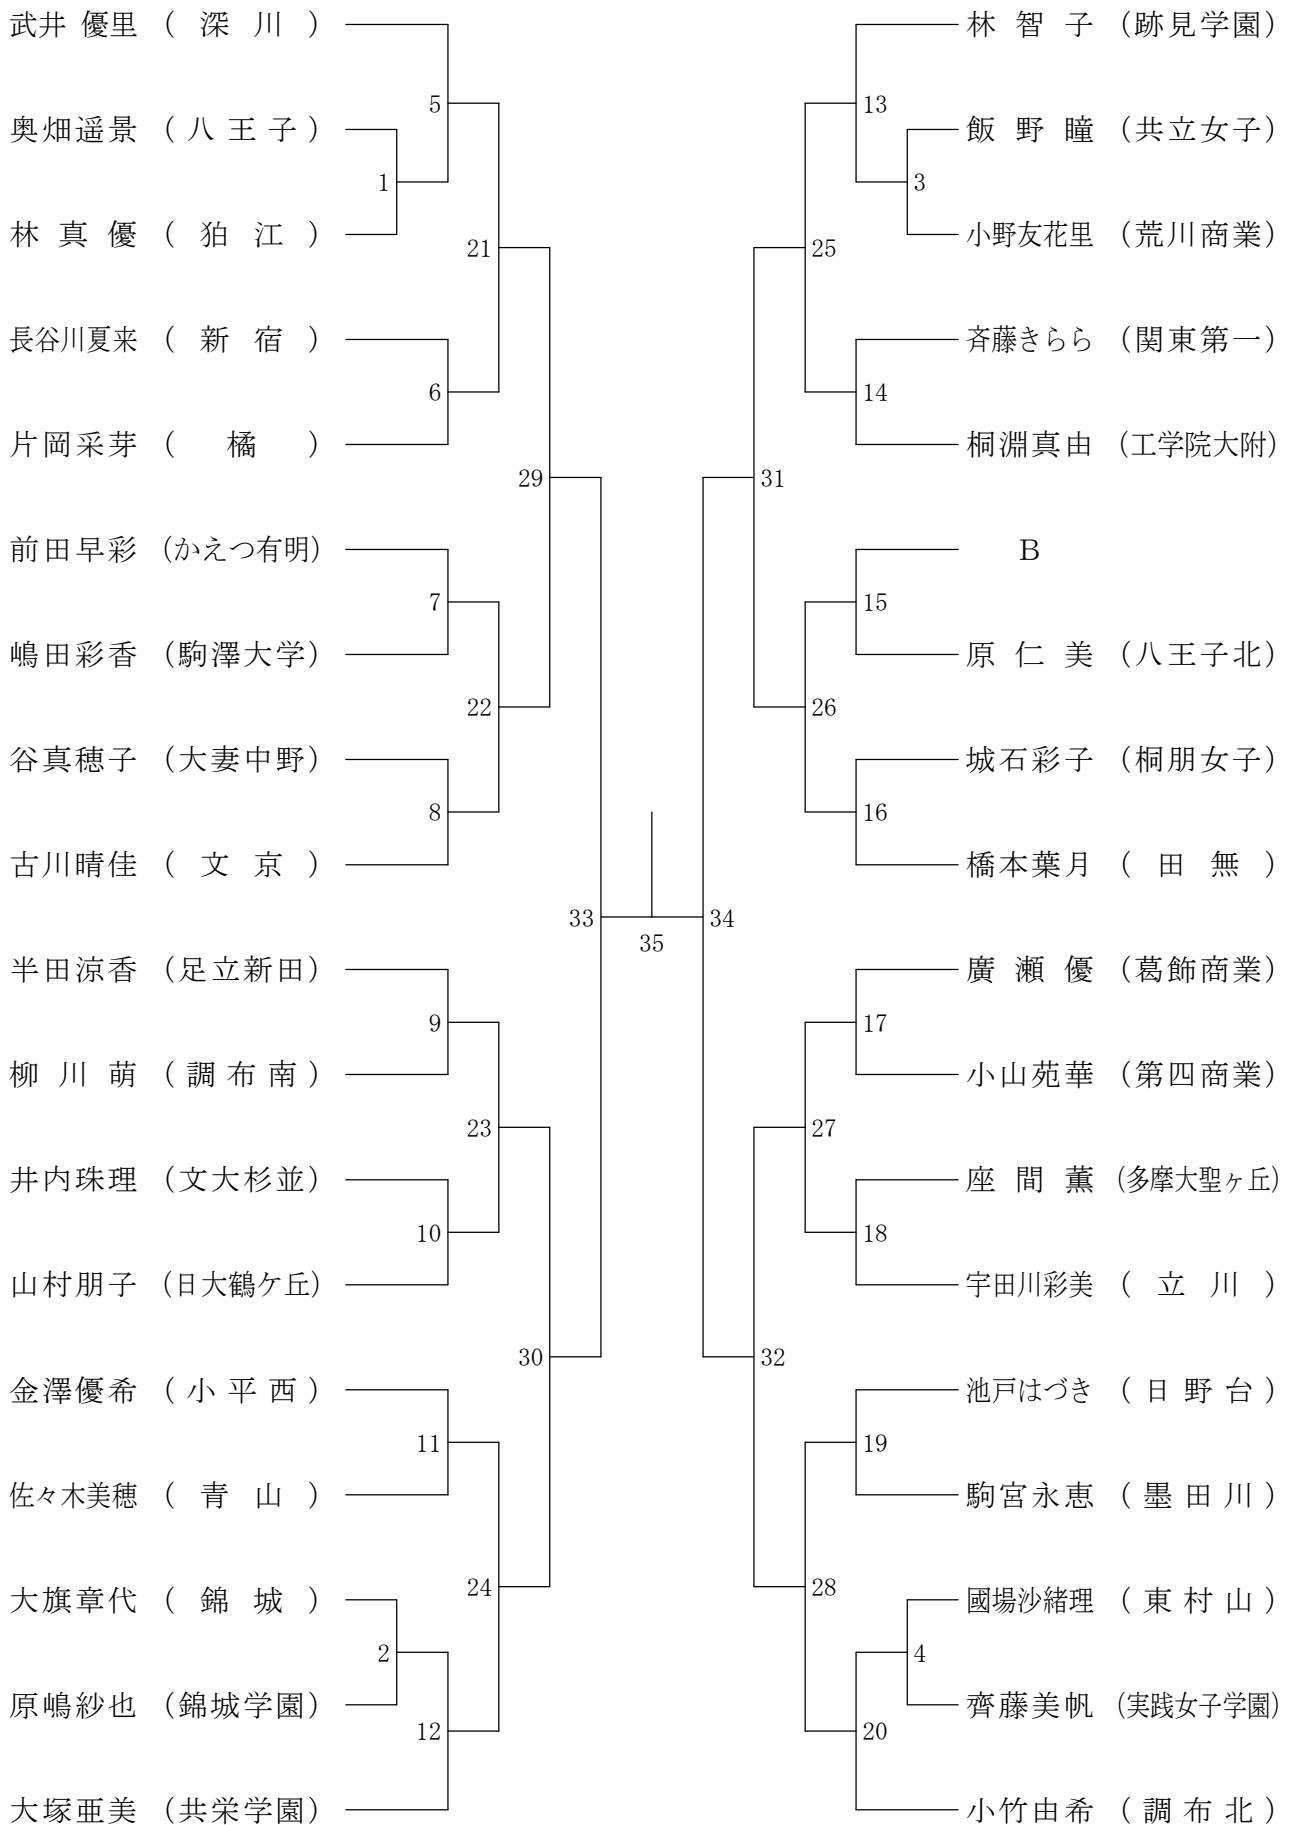 武井 優里 ( 深 川 )
5
奥畑遥景 ( 八 王 子 )
1
林 真 優 ( 狛 江 )
21
長谷川夏来 ( 新 宿 )
6
片岡采芽 ( 橘 )
29
前田早彩 (かえつ有明)
7
嶋田彩香 (駒澤大学)
22
谷真穂子 (大妻中野)
8
古川晴佳 ( 文 京 )
33
半田涼香 (足立新田)
9
柳 川 萌 ( 調 布 南 )
23
井内珠理 (文大杉並)
10
山村朋子 (日大鶴ケ丘)
30
金澤優希 ( 小 平 西 )
11
佐々木美穂 ( 青 山 )
24
大旗章代 ( 錦 城 )
2
原嶋紗也 (錦城学園)
12
大塚亜美 (共栄学園)
35
林 智 子 (跡見学園)
13
飯 野 瞳 (共立女子)
3
小野友花里 (荒川商業)
25
斉藤きらら (関東第一)
14
桐淵真由 (工学院大附)
31
B
15
原 仁 美 (八王子北)
26
城石彩子 (桐朋女子)
16
橋本葉月 ( 田 無 )
34
廣 瀬 優 (葛飾商業)
17
小山苑華 (第四商業)
27
座 間 薫 (多摩大聖ヶ丘)
18
宇田川彩美 ( 立 川 )
32
池戸はづき ( 日 野 台 )
19
駒宮永恵 ( 墨 田 川 )
28
國場沙緒理 ( 東 村 山 )
4
齊藤美帆 (実践女子学園)
20
小竹由希 ( 調 布 北 )